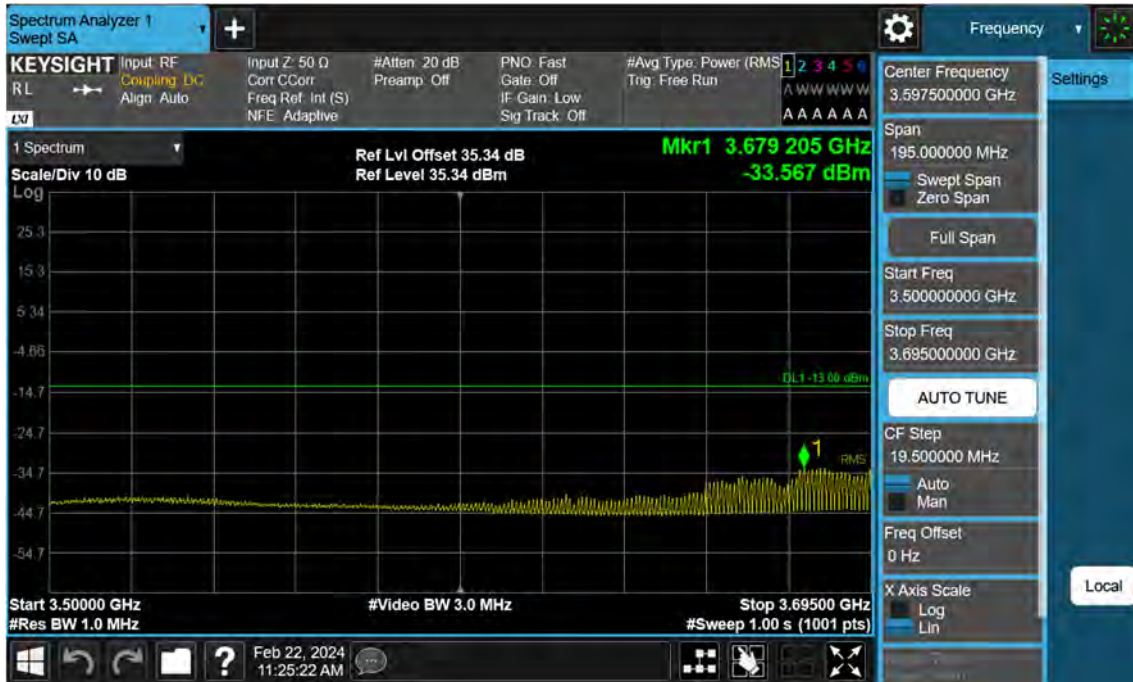 Spectrum Analyzer 1
Swept SA
+
Frequency
KEYSIGHT
RL
LXI
Input: RF
Coupling: DC
Align: Auto
Input Z: 50 Ω
Corr CCorr
Freq Ref: Int (S)
NFE: Adaptive
#Atten: 20 dB
Preamp: Off
PNO: Fast
Gate: Off
IF Gain: Low
Sig Track: Off
#Avg Type: Power (RMS
Trig: Free Run
1 2 3 4 5 6
A W W W W W
A A A A A A
Center Frequency
3.597500000 GHz
Settings
Span
195.000000 MHz
Swept Span
Zero Span
Full Span
Start Freq
3.500000000 GHz
Stop Freq
3.695000000 GHz
AUTO TUNE
CF Step
19.500000 MHz
Auto
Man
Freq Offset
0 Hz
X Axis Scale
Log
Lin
Local
1 Spectrum
Scale/Div 10 dB
Log
Ref Lvl Offset 35.34 dB
Ref Level 35.34 dBm
Mkr1 3.679 205 GHz
-33.567 dBm
25.3
15.3
5.34
-4.66
DL1 -13.00 dBm
-14.7
-24.7
1
RMS
-34.7
-44.7
-54.7
Start 3.50000 GHz
#Res BW 1.0 MHz
#Video BW 3.0 MHz
Stop 3.69500 GHz
#Sweep 1.00 s (1001 pts)
?
Feb 22, 2024
11:25:22 AM